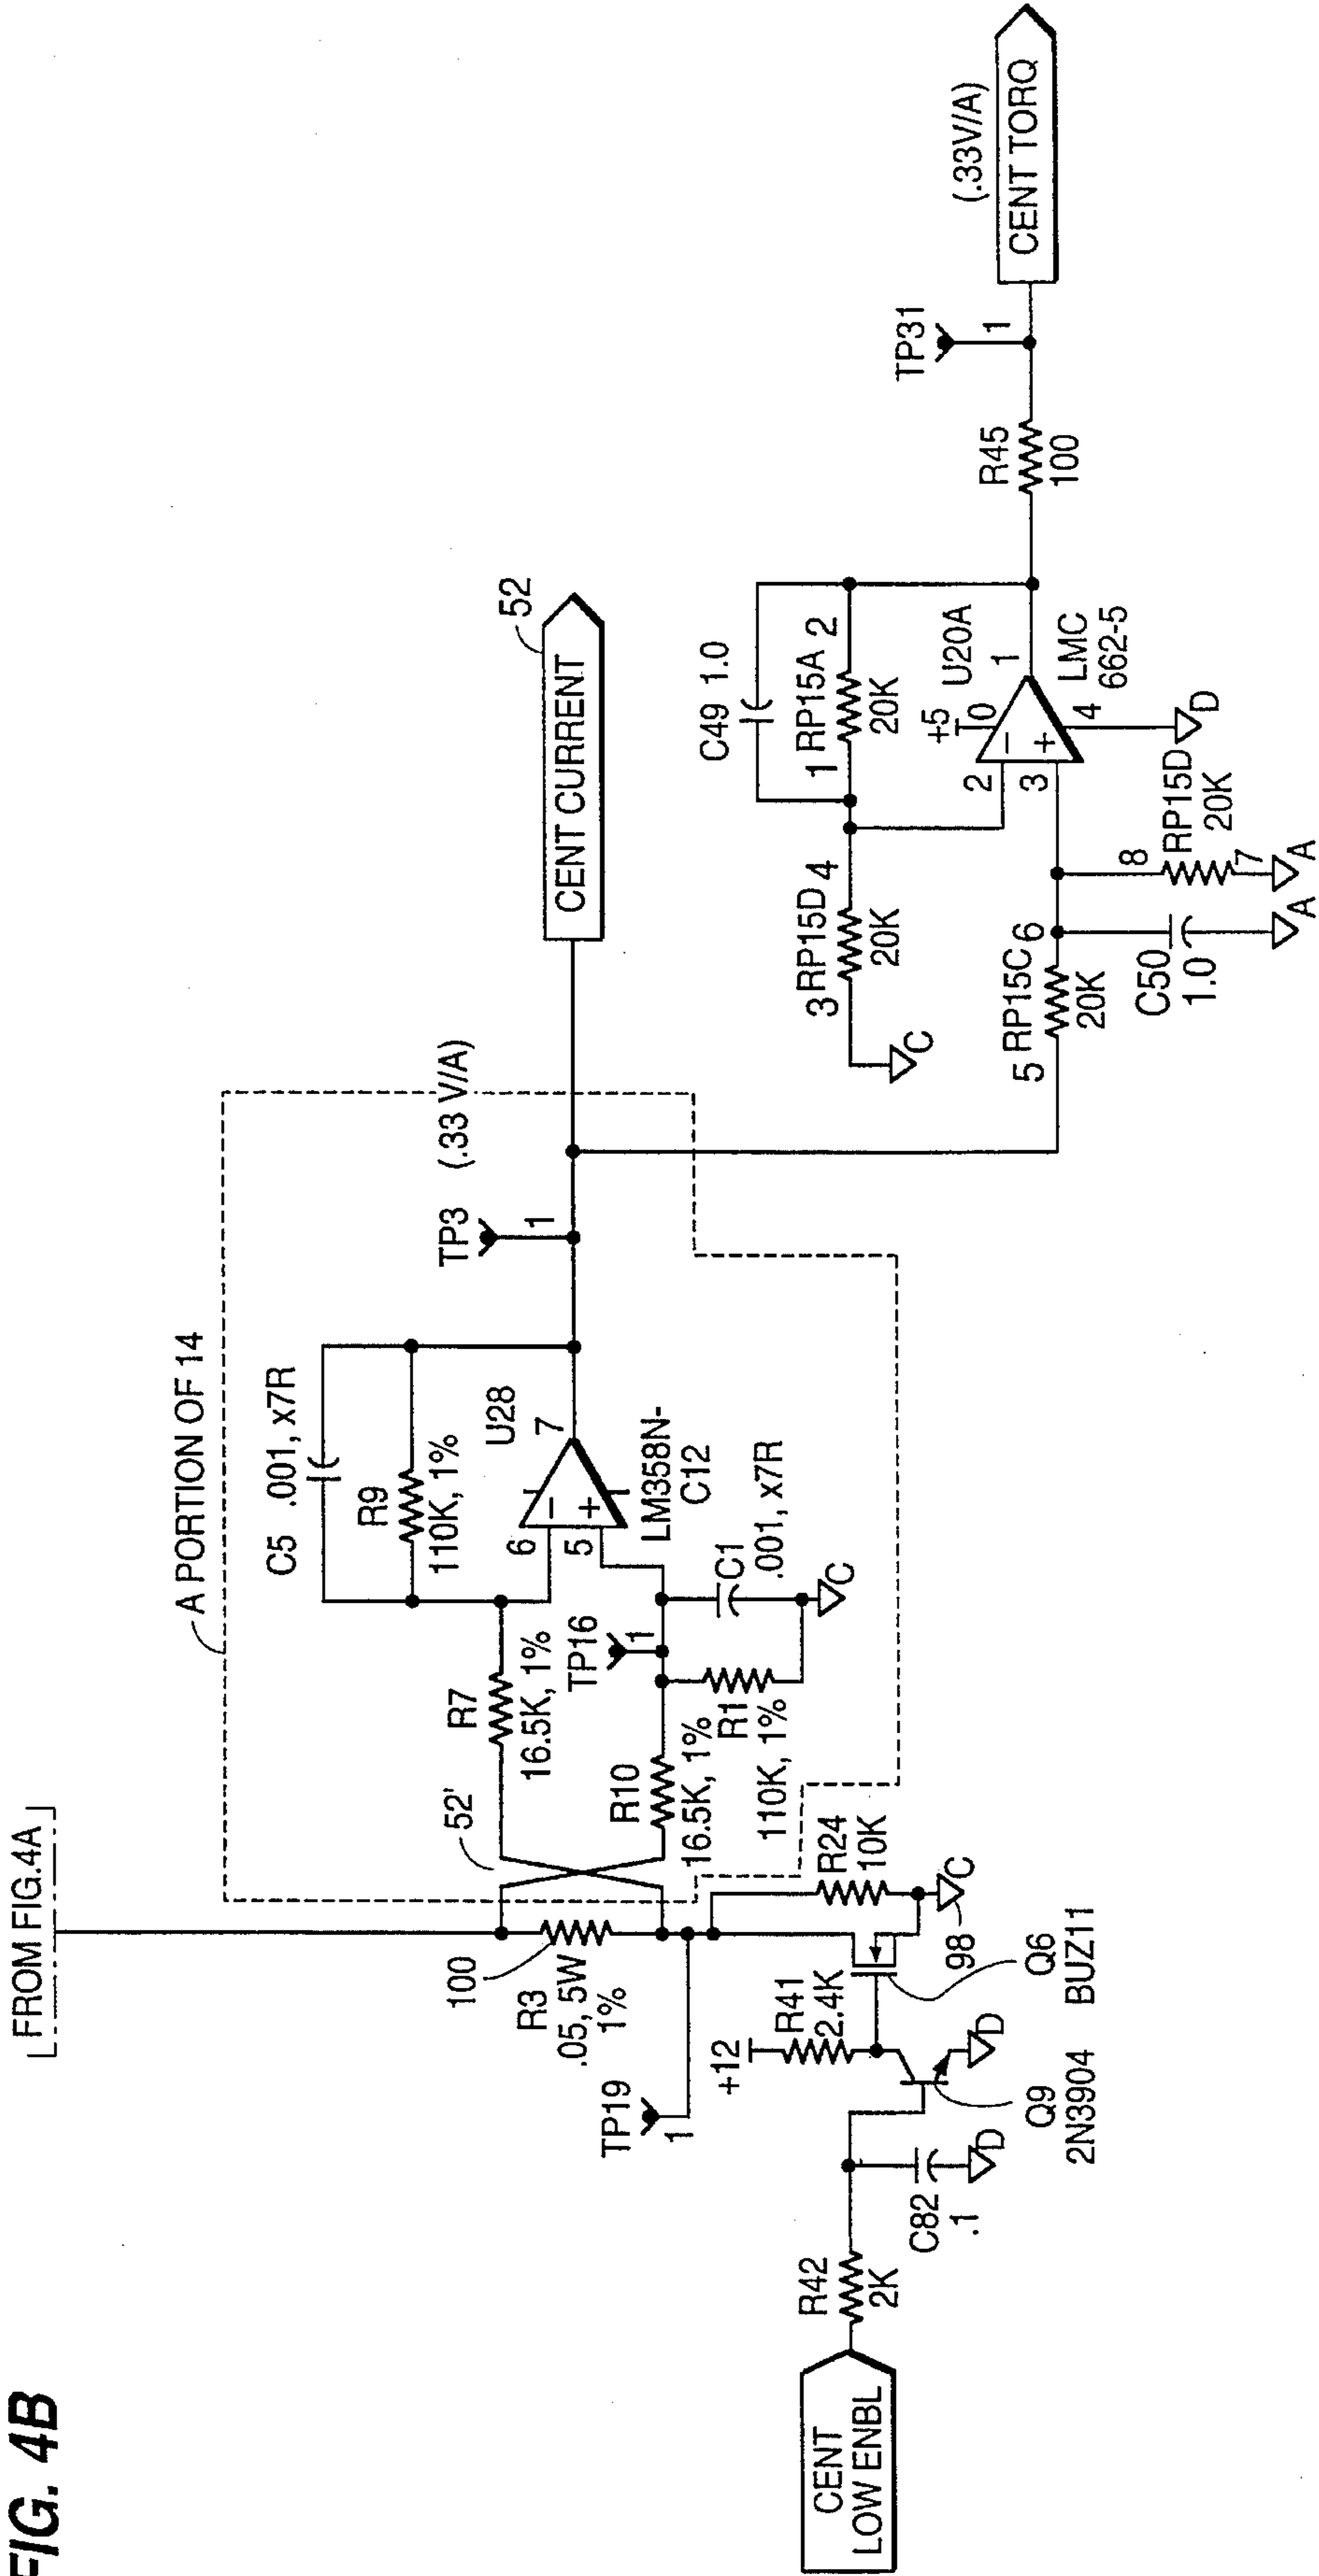 FIG. 4B
FROM FIG.4A
A PORTION OF 14
C5 .001, x7R
R9
110K, 1%
U28
6
5
7
LM358N-
C12
TP3
1
(.33 V/A)
CENT CURRENT
52
R7
16.5K, 1%
52'
TP16
1
R10
16.5K, 1%
R1
110K, 1%
C1
.001, x7R
C
100
R3
.05, 5W
1%
TP19
1
R24
10K
C
98
Q6
BUZ11
+12
R41
2.4K
Q9
2N3904
D
D
C82
.1
R42
2K
CENT
LOW ENBL
C49 1.0
1 RP15A 2
20K
3 RP15D 4
20K
C
+5
0
U20A
2
3
1
4
LMC
662-5
D
5 RP15C 6
20K
C50
1.0
A
8
RP15D
20K
7
A
R45
100
TP31
1
(.33V/A)
CENT TORQ